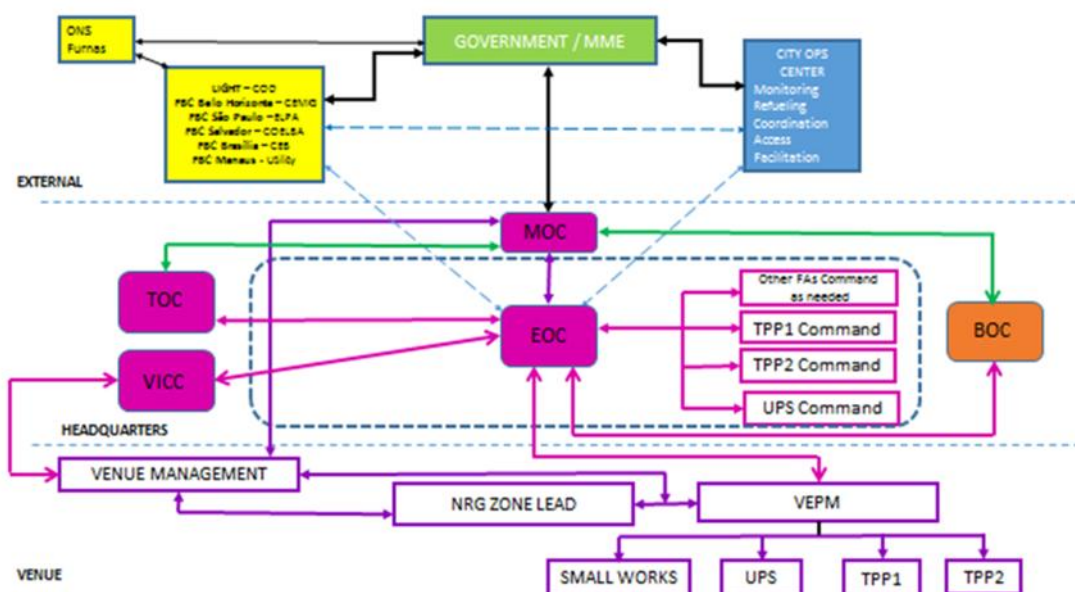 ONS
Furnas
GOVERNMENT / MME
CITY OPS
CENTER
Monitoring
Refueling
Coordination
Access
Facilitation
LIGHT – COD
FBC Belo Horizonte – CEMIG
FBC São Paulo – ELPA
FBC Salvador – COELBA
FBC Brasília – CEB
FBC Manaus - Utility
EXTERNAL
MOC
TOC
EOC
VICC
BOC
Other FAs Command
as needed
TPP1 Command
TPP2 Command
UPS Command
HEADQUARTERS
VENUE MANAGEMENT
NRG ZONE LEAD
VEPM
SMALL WORKS
UPS
TPP1
TPP2
VENUE